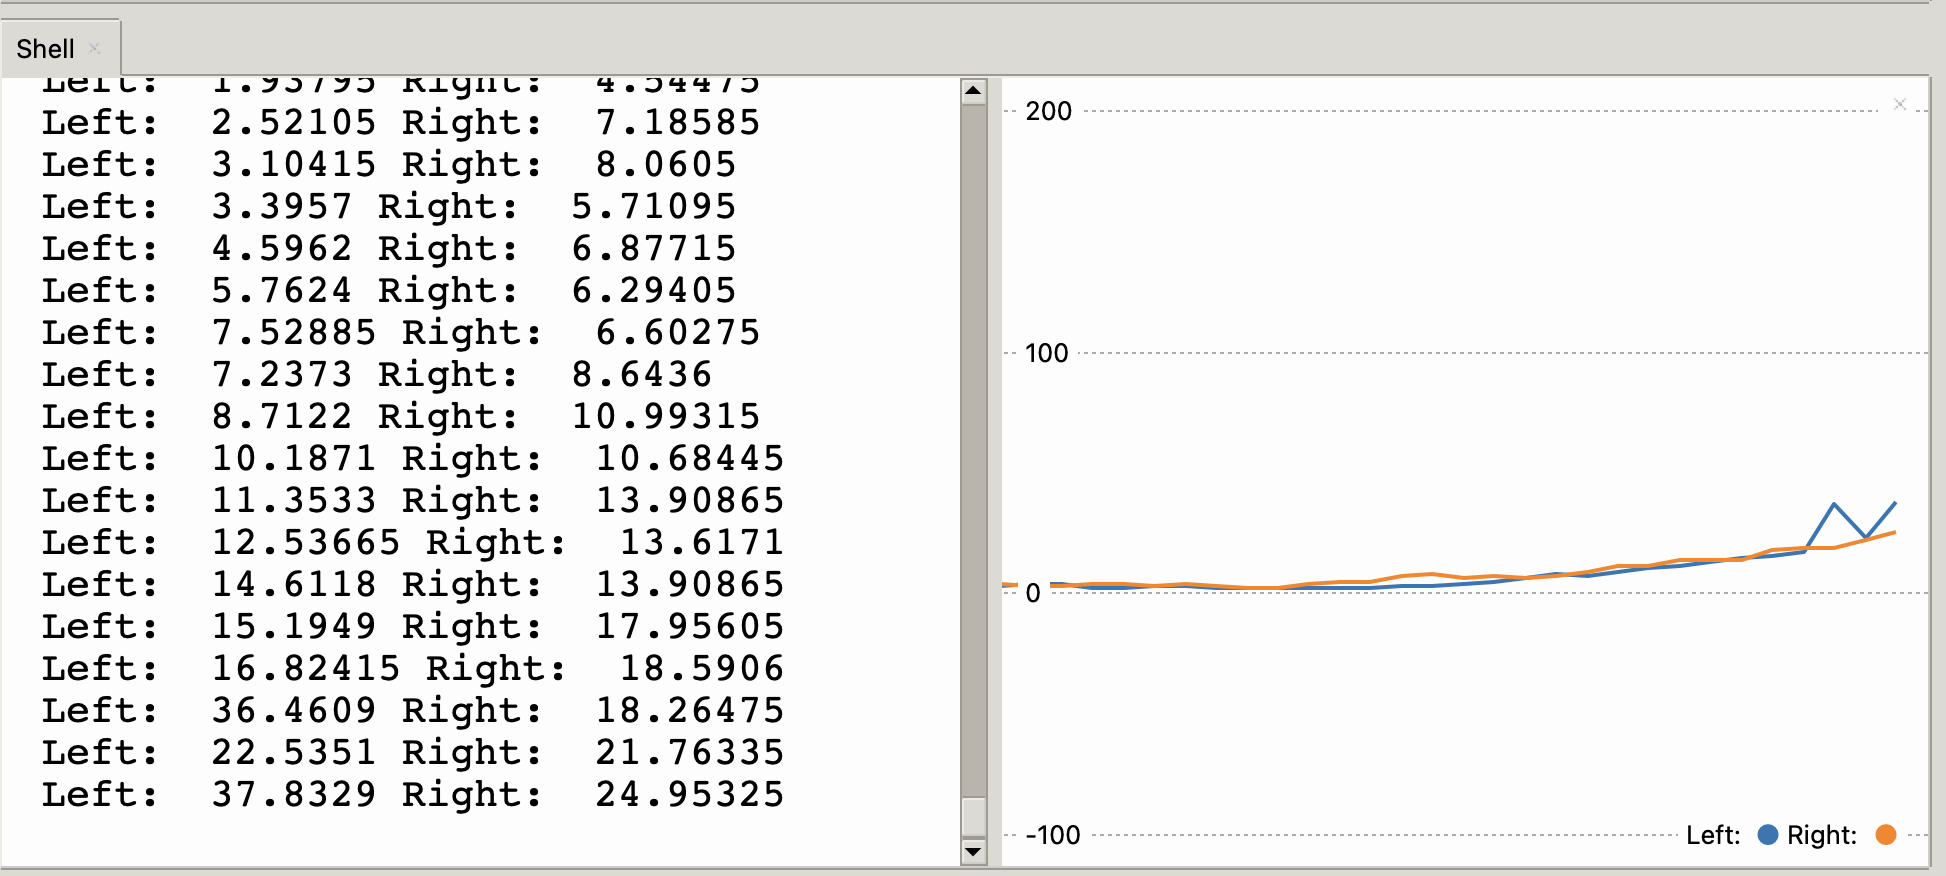 Shell
Left: 1.93795 Right: 4.54475
Left: 2.52105 Right: 7.18585
Left: 3.10415 Right: 8.0605
Left: 3.3957 Right: 5.71095
Left: 4.5962 Right: 6.87715
Left: 5.7624 Right: 6.29405
Left: 7.52885 Right: 6.60275
Left: 7.2373 Right: 8.6436
Left: 8.7122 Right: 10.99315
Left: 10.1871 Right: 10.68445
Left: 11.3533 Right: 13.90865
Left: 12.53665 Right: 13.6171
Left: 14.6118 Right: 13.90865
Left: 15.1949 Right: 17.95605
Left: 16.82415 Right: 18.5906
Left: 36.4609 Right: 18.26475
Left: 22.5351 Right: 21.76335
Left: 37.8329 Right: 24.95325
200
100
0
-100
Left: Right: